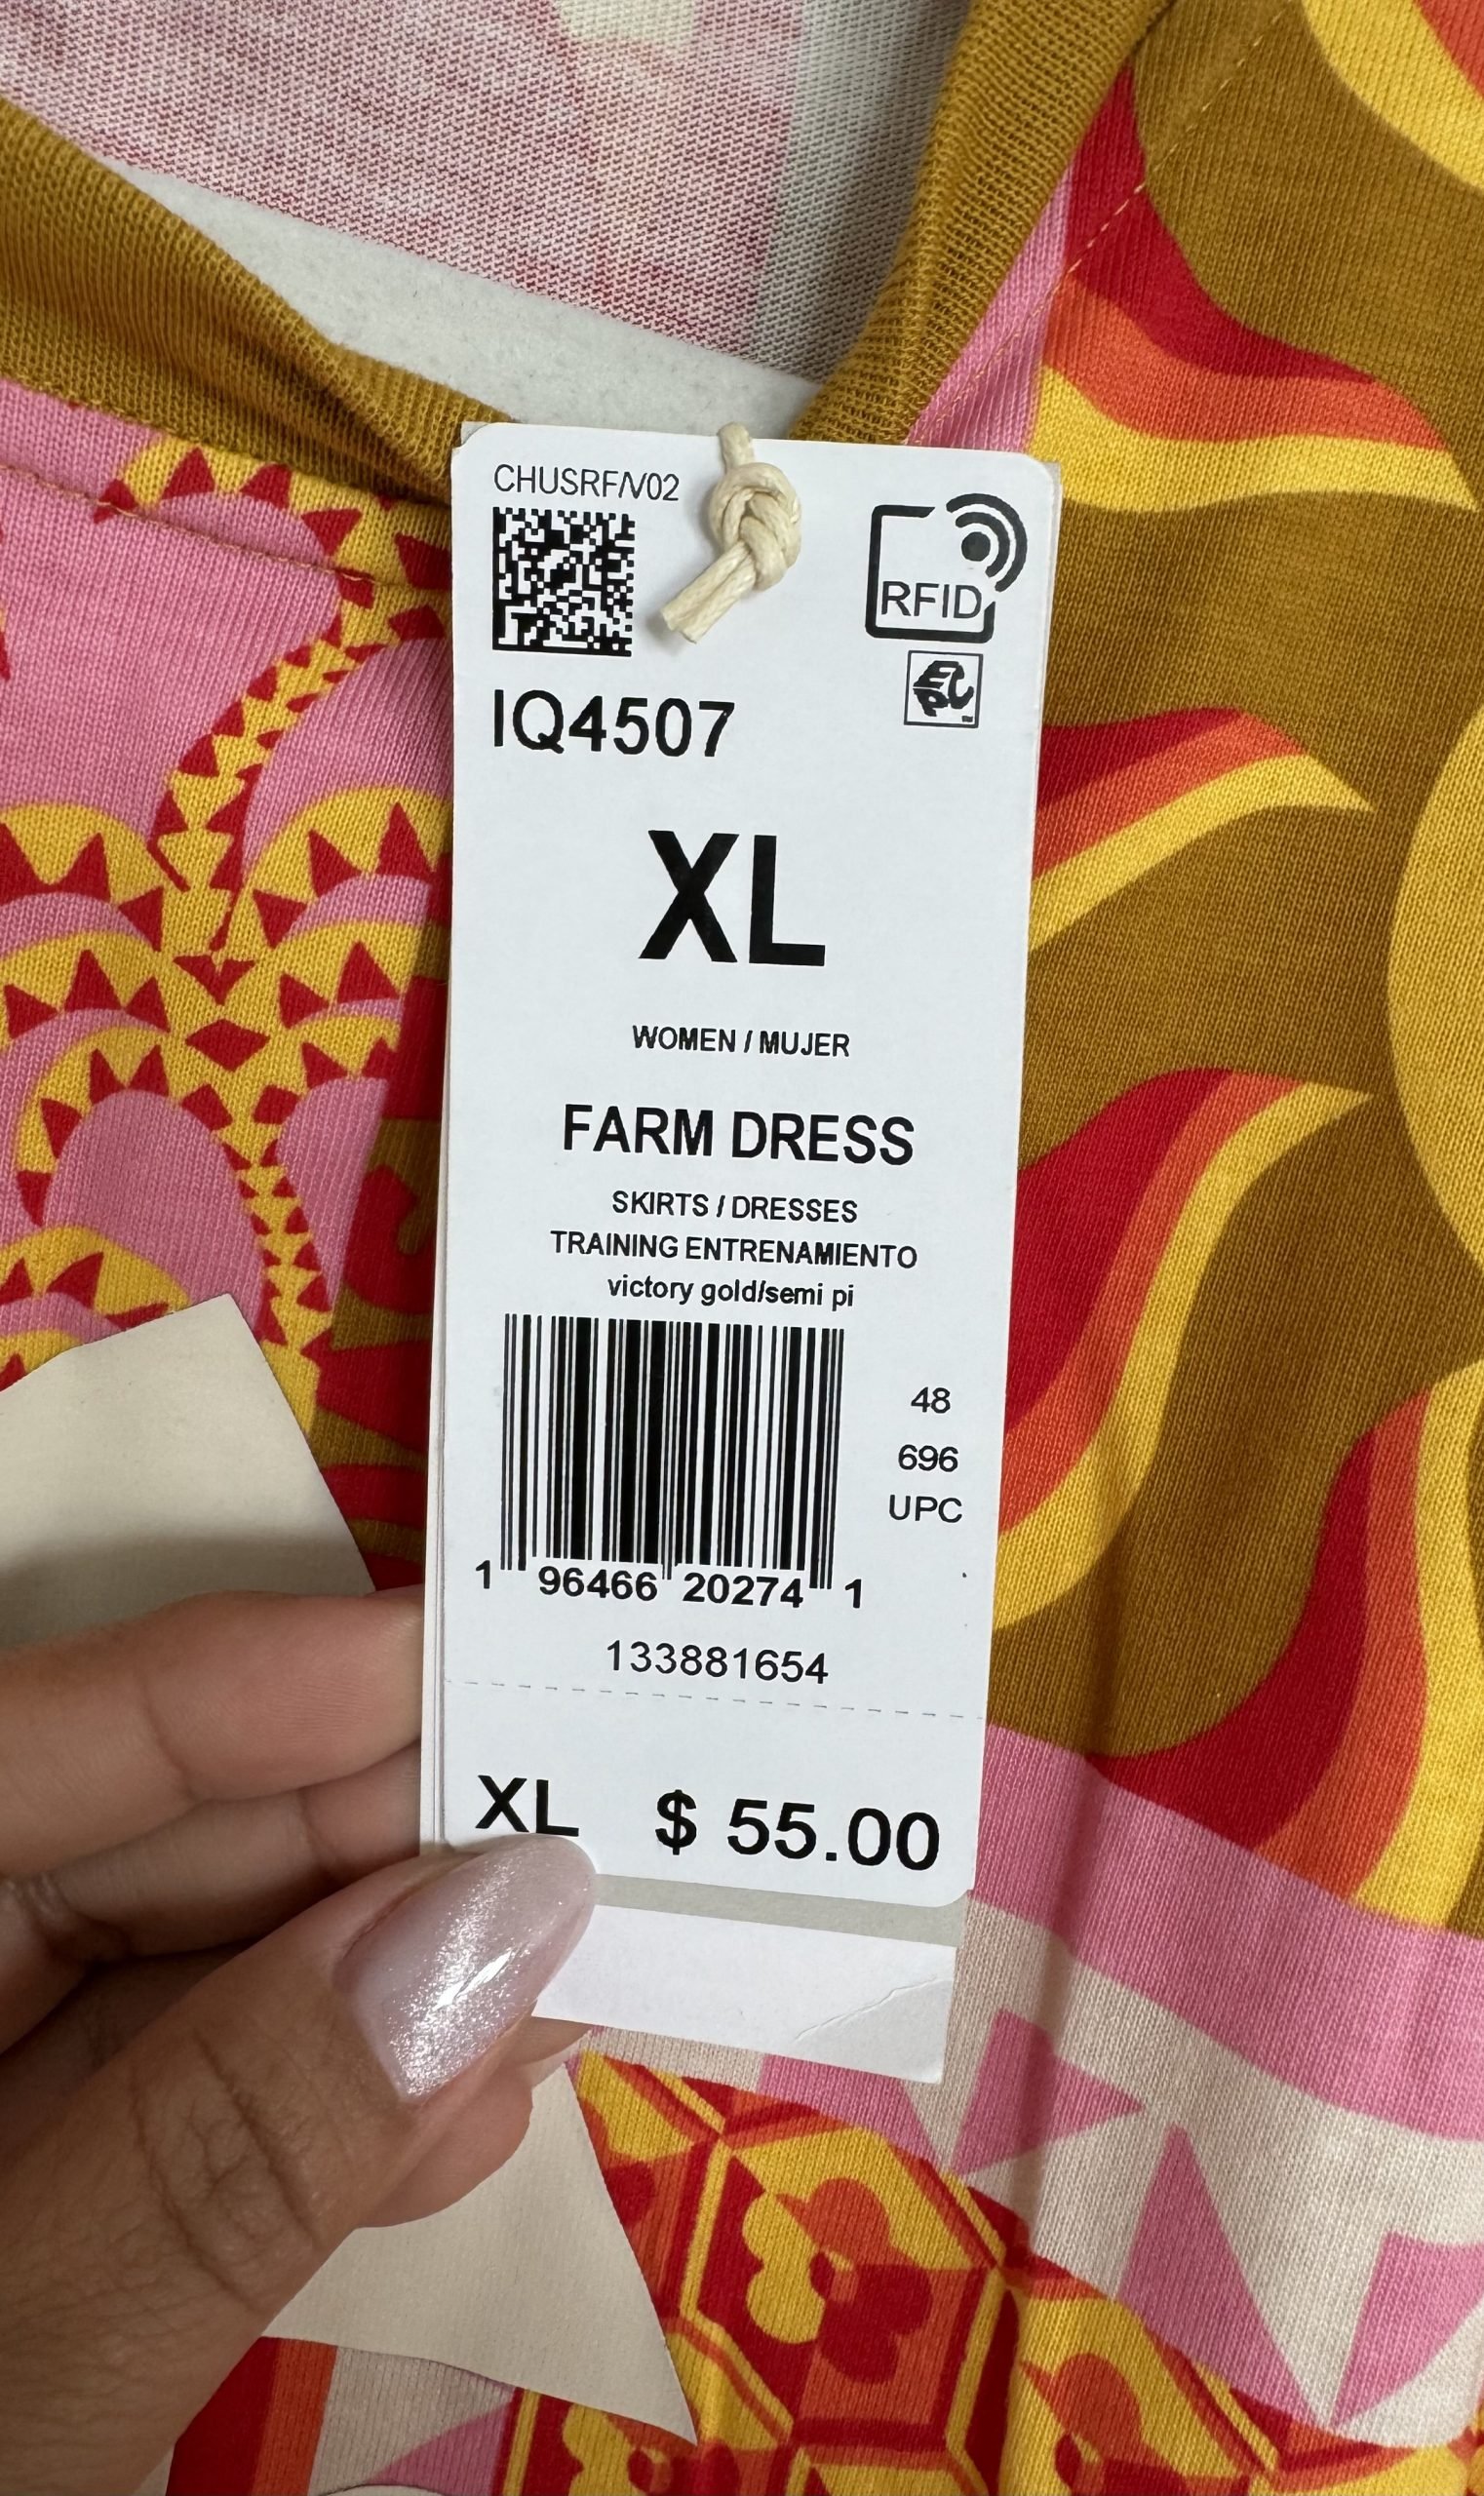 CHUSRF/V02
RFID
EPC
IQ4507
XL
WOMEN / MUJER
FARM DRESS
SKIRTS / DRESSES
TRAINING ENTRENAMIENTO
victory gold/semi pi
48
696
UPC
1 96466 20274 1
133881654
XL $ 55.00